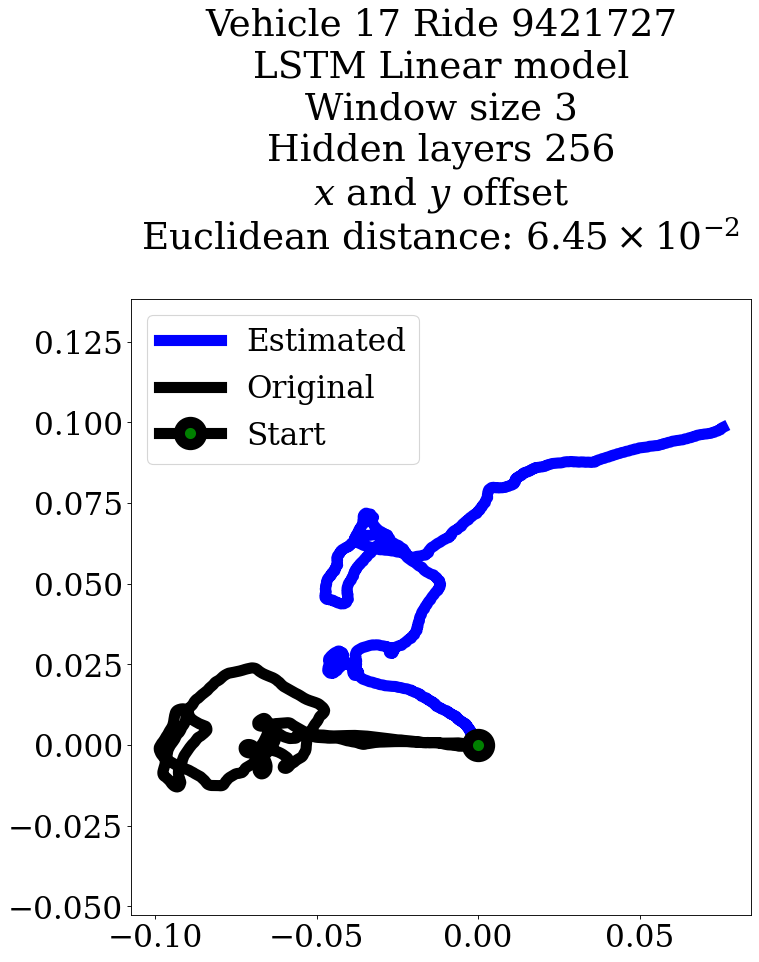 Vehicle 17 Ride 9421727
LSTM Linear model
Window size 3
Hidden layers 256
x and y offset
Euclidean distance: 6.45 × 10⁻²
Estimated
Original
Start
0.125
0.100
0.075
0.050
0.025
0.000
−0.025
−0.050
−0.10 −0.05 0.00 0.05